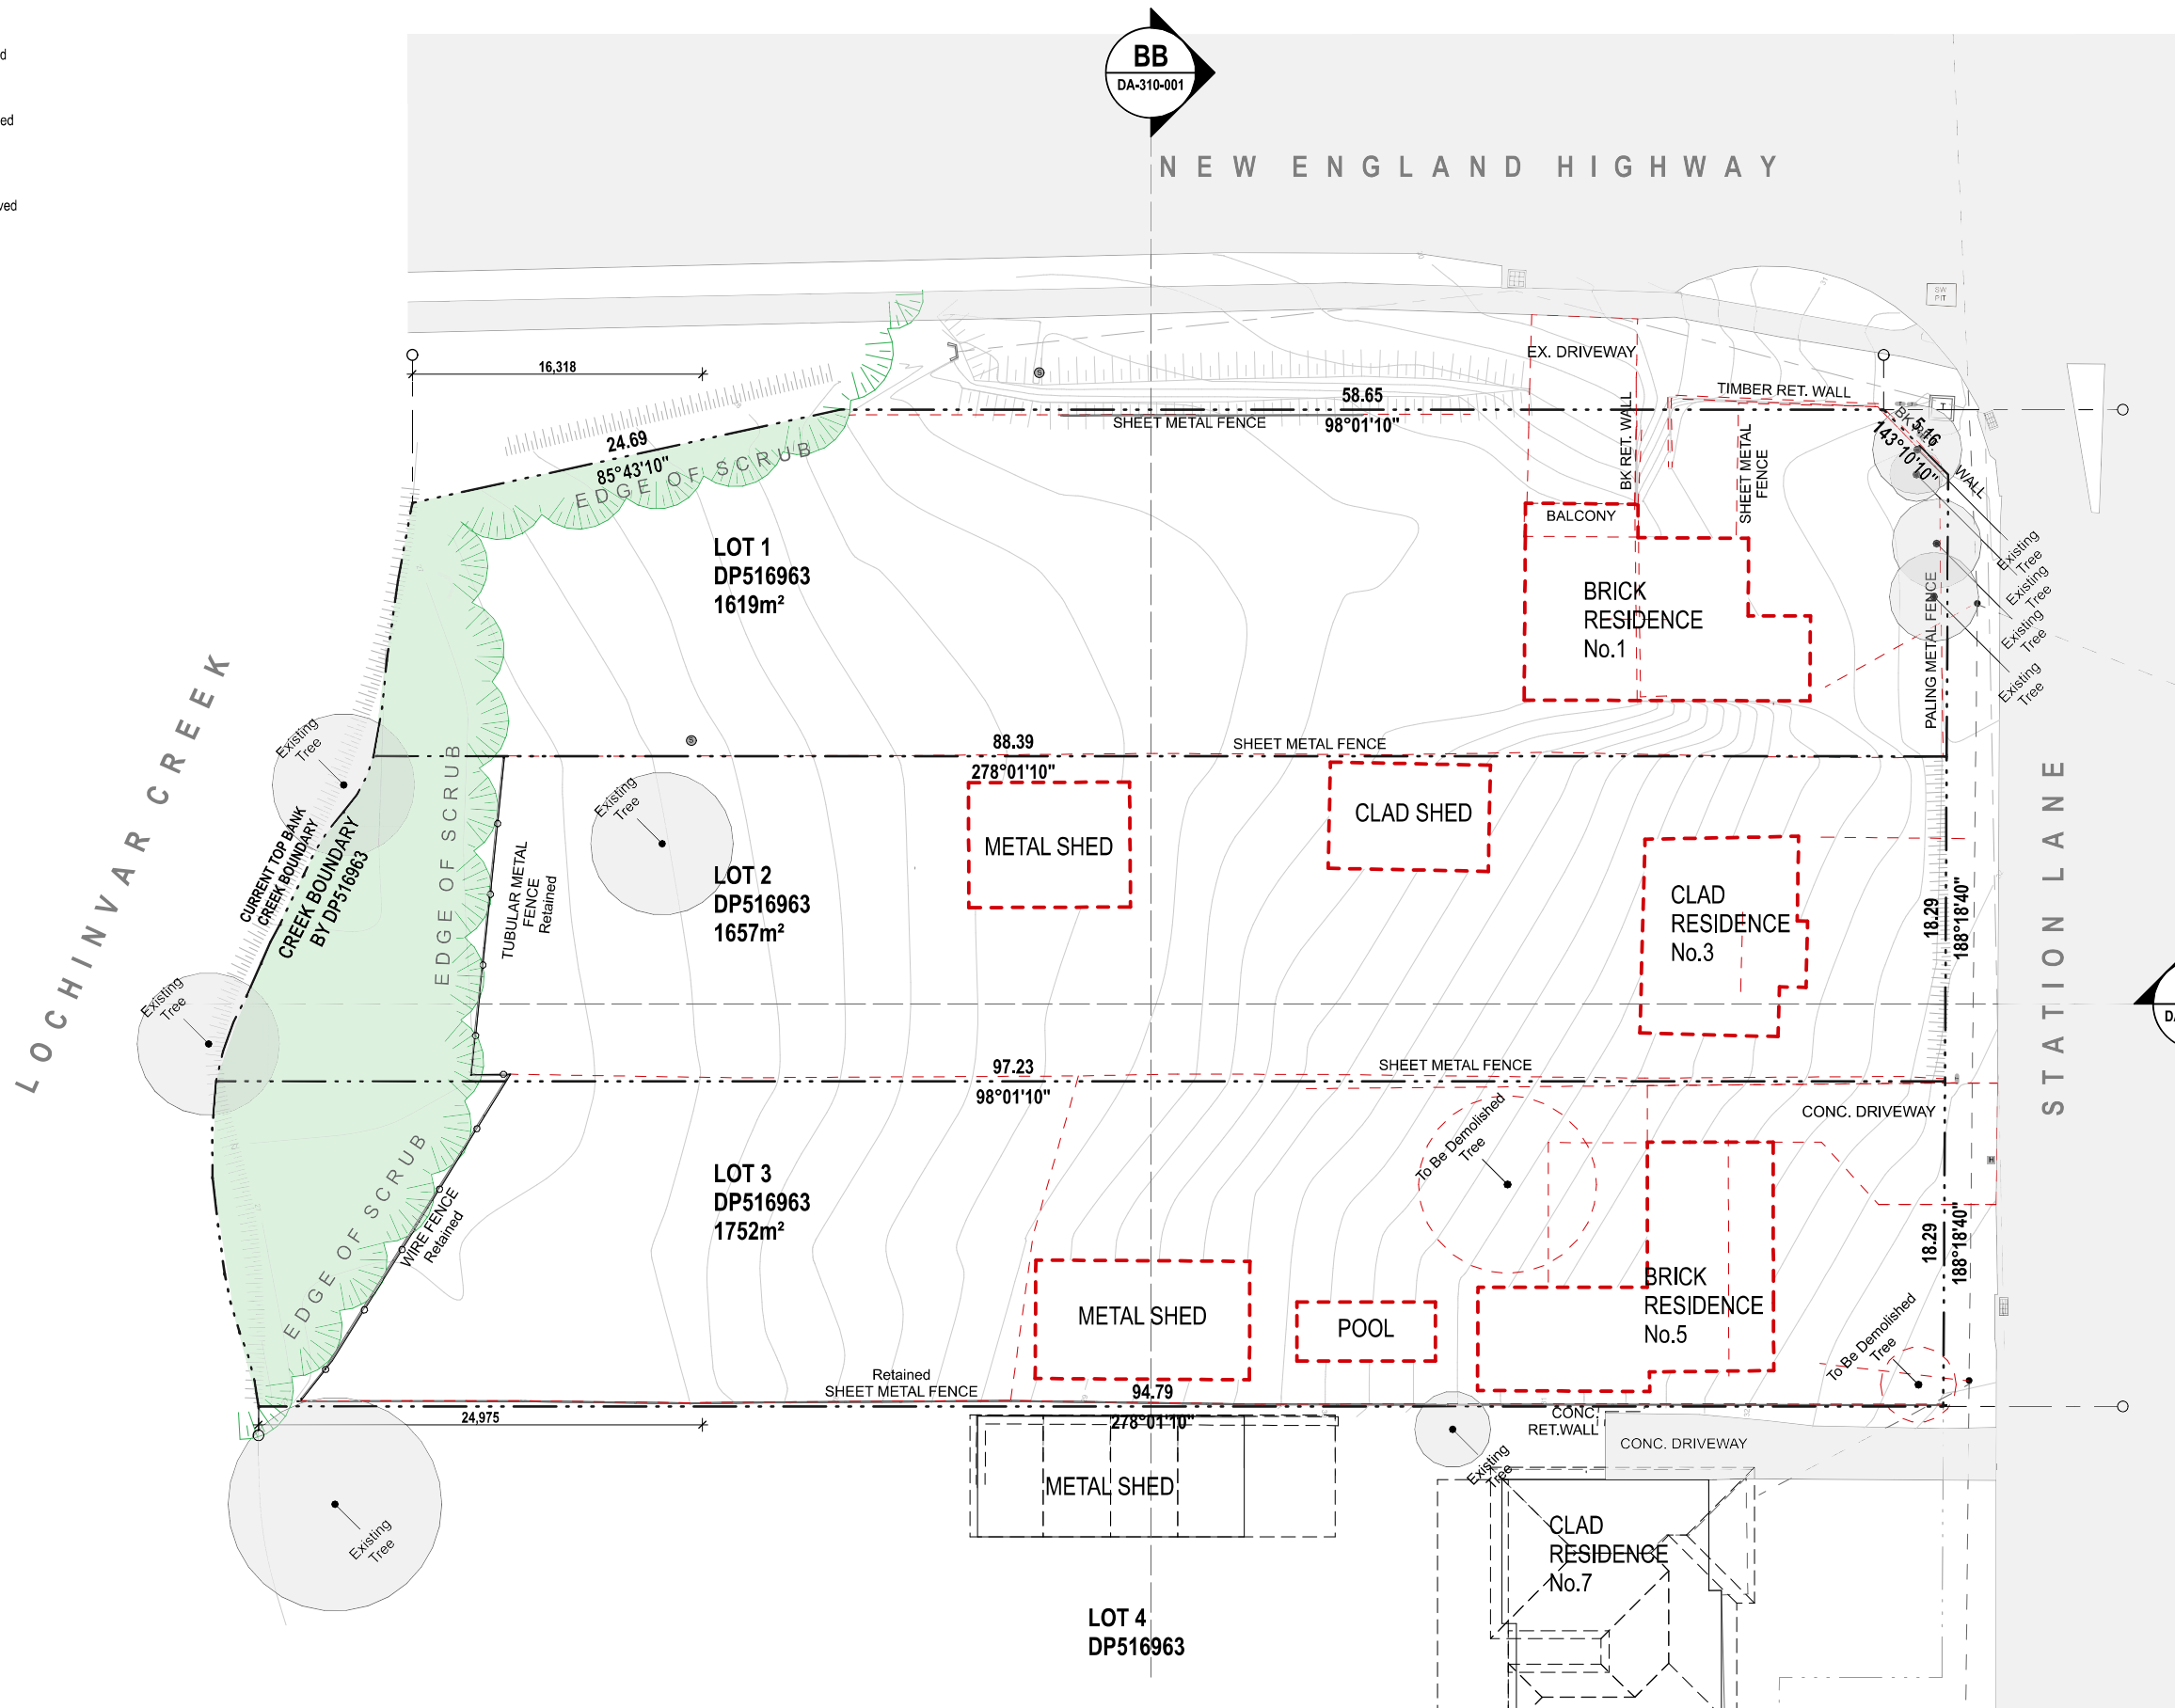 BB
DA-310-001
NEW ENGLAND HIGHWAY
SW
PIT
16,318
EX. DRIVEWAY
TIMBER RET. WALL
58.65
SHEET METAL FENCE
98°01'10"
24.69
85°43'10"
EDGE OF SCRUB
BK RET. WALL
SHEET METAL
FENCE
T
5.16
143°10'10"
WALL
BALCONY
LOT 1
DP516963
1619m²
BRICK
RESIDENCE
No.1
PALING METAL FENCE
Existing
Tree
Existing
Tree
Existing
Tree
Existing
Tree
LOCHINVAR CREEK
Existing
Tree
88.39
278°01'10"
SHEET METAL FENCE
CURRENT TOP BANK
CREEK BOUNDARY
CREEK BOUNDARY
BY DP516963
EDGE OF SCRUB
TUBULAR METAL
FENCE
Retained
Existing
Tree
LOT 2
DP516963
1657m²
METAL SHED
CLAD SHED
CLAD
RESIDENCE
No.3
18.29
188°18'40"
STATION LANE
Existing
Tree
97.23
98°01'10"
SHEET METAL FENCE
CONC. DRIVEWAY
To Be Demolished
Tree
LOT 3
DP516963
1752m²
EDGE OF SCRUB
WIRE FENCE
Retained
METAL SHED
POOL
BRICK
RESIDENCE
No.5
18.29
188°18'40"
To Be Demolished
Tree
Retained
SHEET METAL FENCE
94.79
278°01'10"
24,975
CONC.
RET.WALL
CONC. DRIVEWAY
METAL SHED
Existing
Tree
Existing
Tree
CLAD
RESIDENCE
No.7
LOT 4
DP516963